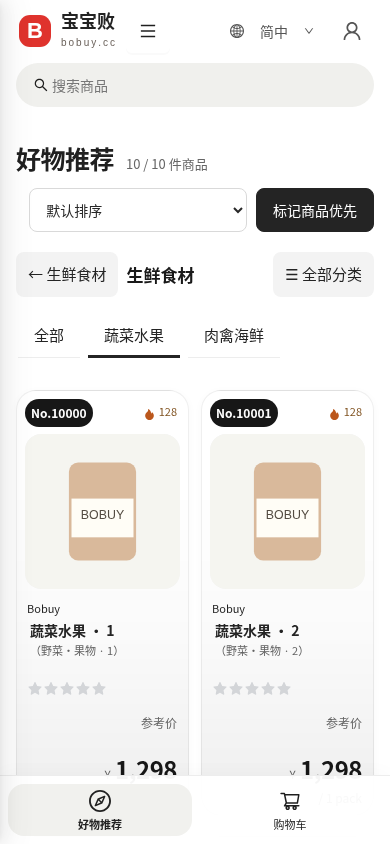 B 宝宝败
bobuy.cc
简中
搜索商品
好物推荐 10 / 10 件商品
默认排序 标记商品优先
← 生鲜食材 生鲜食材 ☰ 全部分类
全部 蔬菜水果 肉禽海鲜
No.10000 128 No.10001 128
BOBUY BOBUY
Bobuy Bobuy
蔬菜水果 · 1 蔬菜水果 · 2
（野菜・果物 · 1） （野菜・果物 · 2）
参考价 参考价
¥ 1,298 ¥ 1,298
好物推荐 购物车